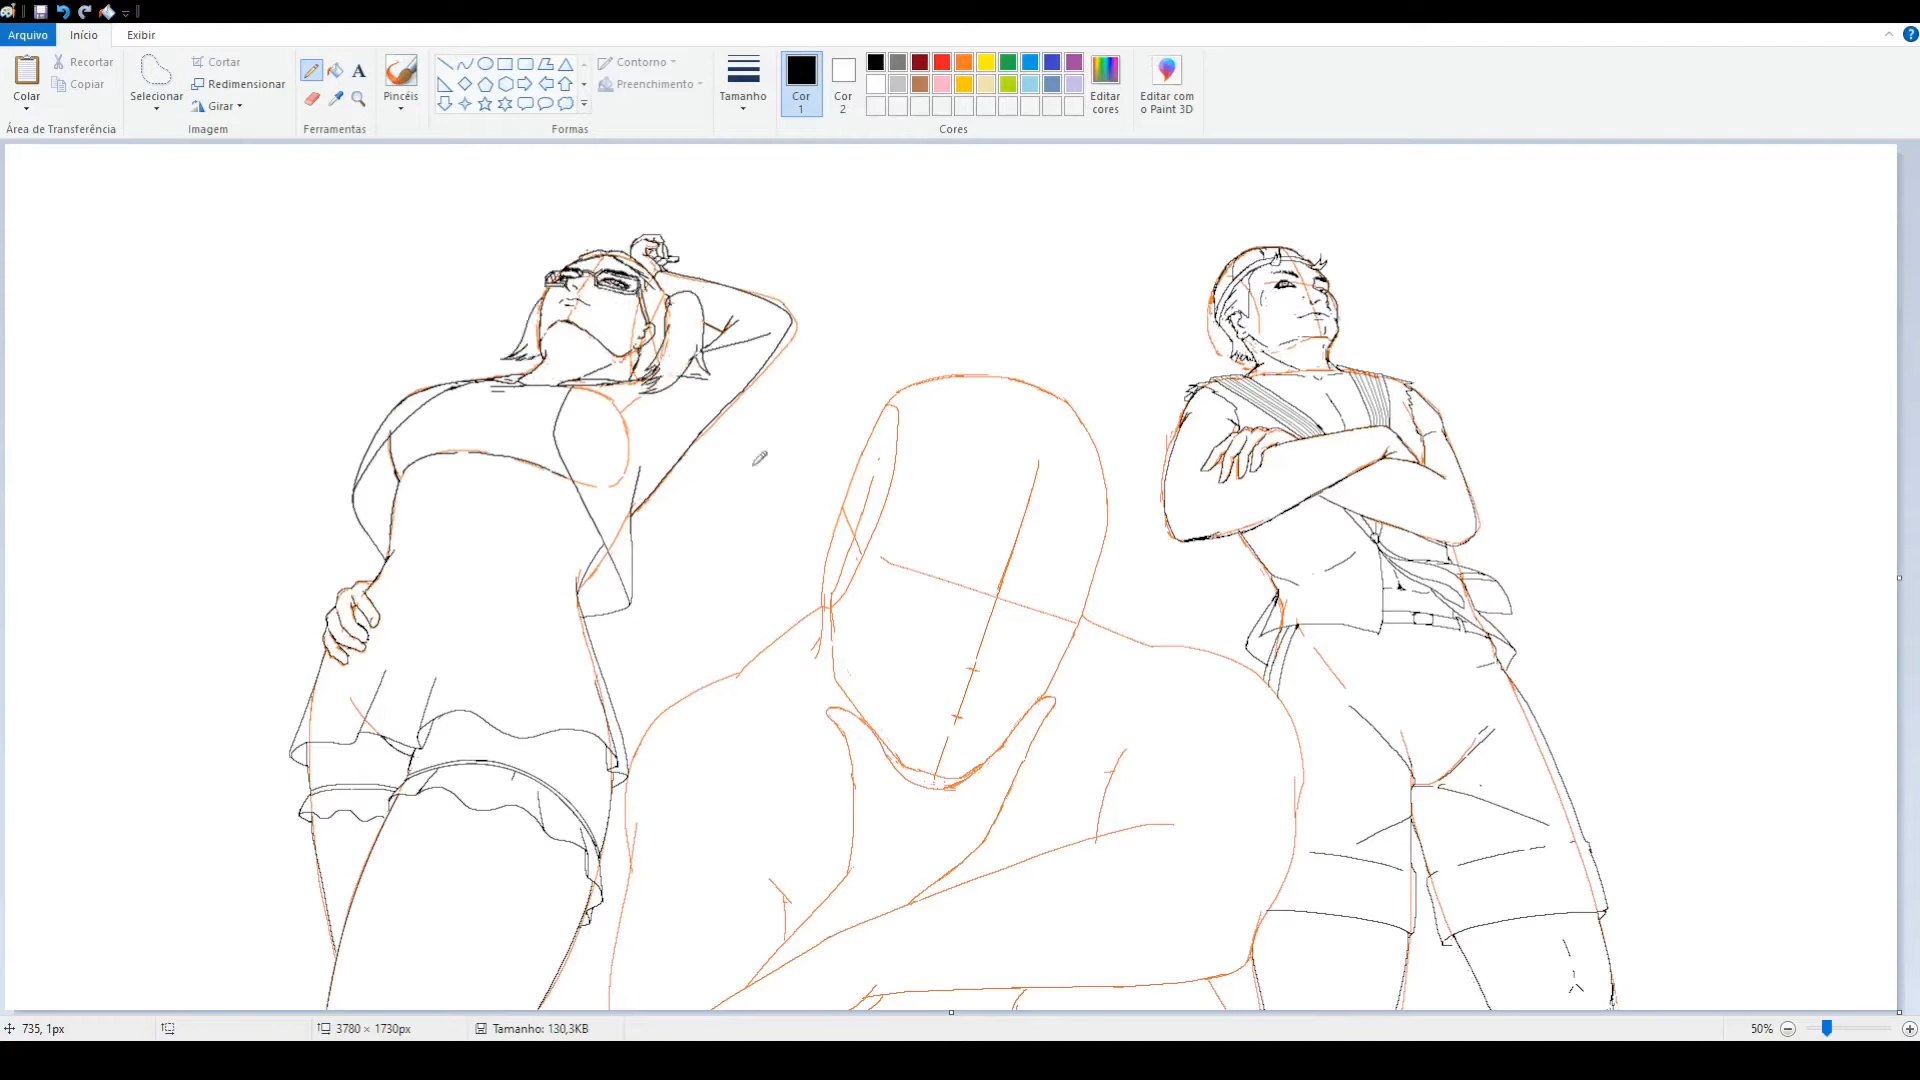 Arquivo Início Exibir
Colar
Recortar
Copiar
Área de Transferência
Selecionar
Cortar
Redimensionar
Girar
Imagem
A
Ferramentas
Pincéis
Contorno
Preenchimento
Formas
Tamanho
Cor
1
Cor
2
Editar
cores
Cores
Editar com
o Paint 3D
?
735, 1px 3780 × 1730px Tamanho: 130,3KB 50%